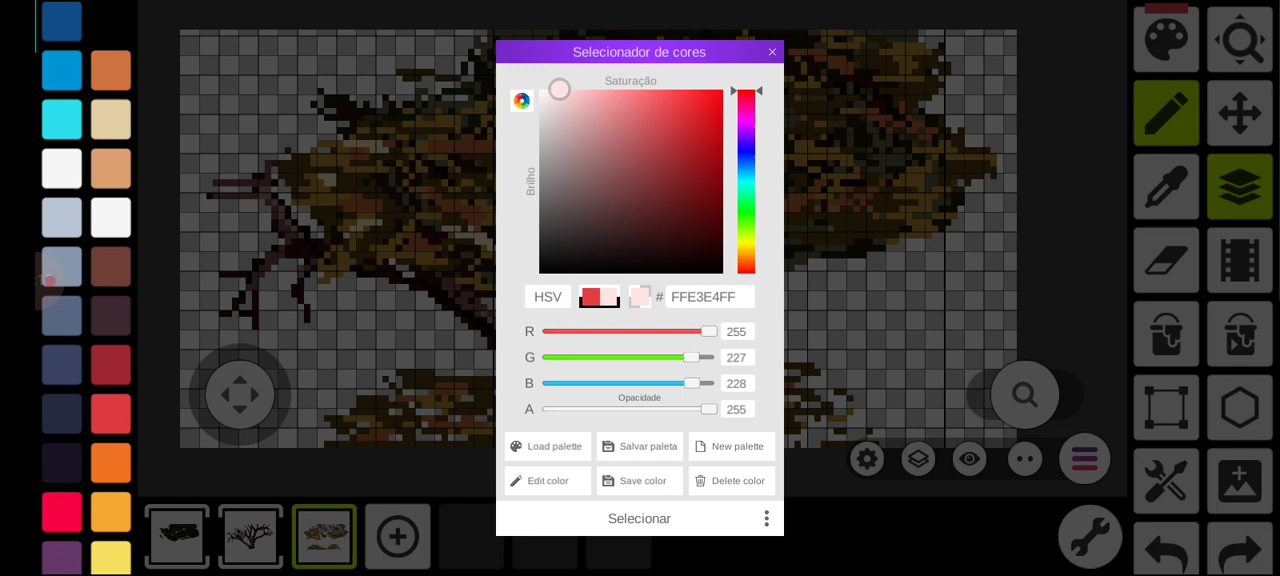 Selecionador de cores ×
Saturação
Brilho
HSV # FFE3E4FF
R 255
G 227
B 228
Opacidade
A 255
Load palette Salvar paleta New palette
Edit color Save color Delete color
Selecionar